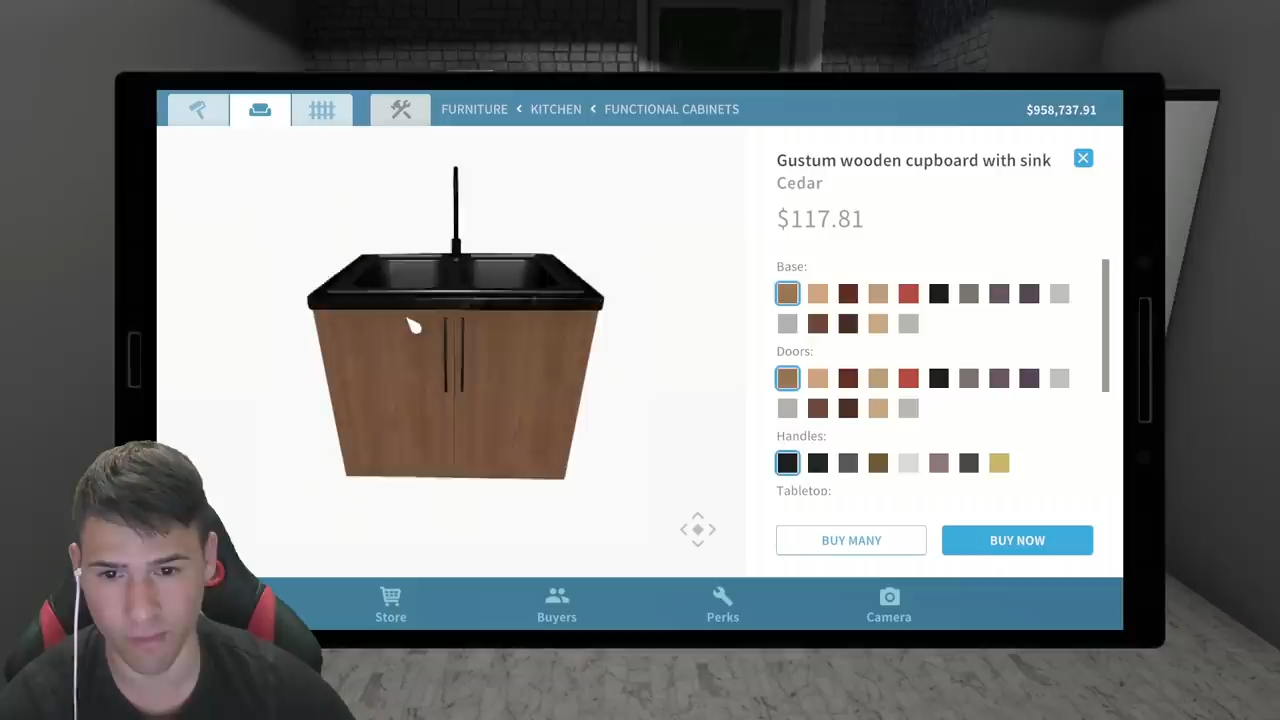 FURNITURE < KITCHEN < FUNCTIONAL CABINETS
$958,737.91
Gustum wooden cupboard with sink
Cedar
$117.81
Base:
Doors:
Handles:
Tabletop:
BUY MANY
BUY NOW
Store
Buyers
Perks
Camera